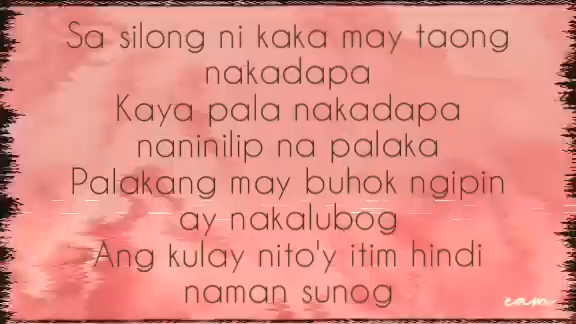 Sa silong ni kaka may taong
nakadapa
Kaya pala nakadapa
naninilip na palaka
Palakang may buhok ngipin
ay nakalubog
Ang kulay nito'y itim hindi
naman sunog
eam